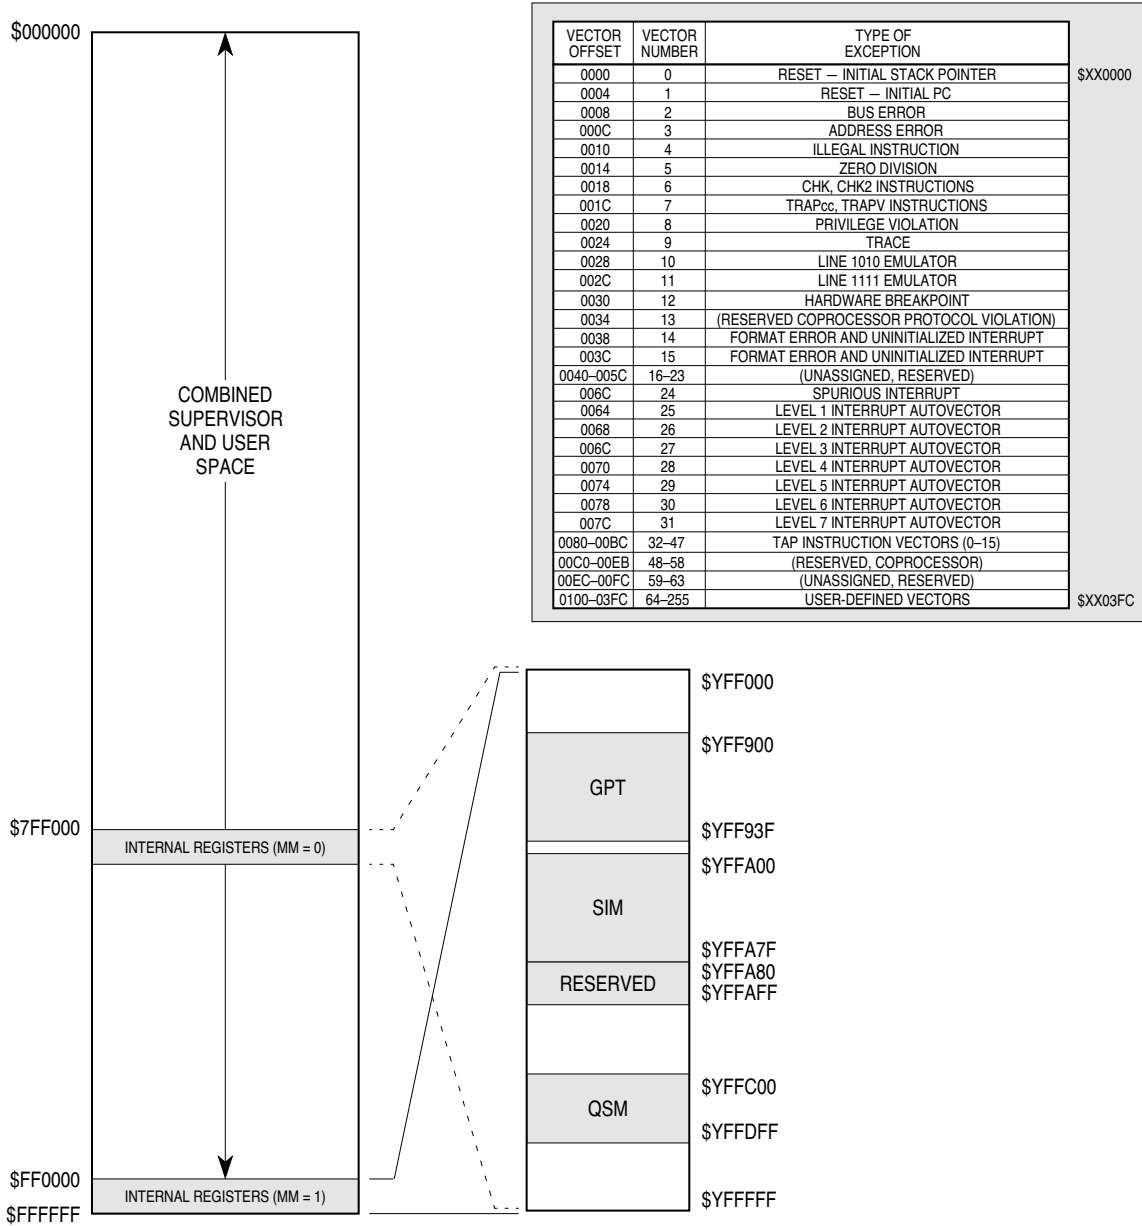 $000000
COMBINED
SUPERVISOR
AND USER
SPACE
$7FF000
INTERNAL REGISTERS (MM = 0)
$FF0000
INTERNAL REGISTERS (MM = 1)
$FFFFFF
VECTOR OFFSET VECTOR NUMBER TYPE OF EXCEPTION
0000 0 RESET — INITIAL STACK POINTER $XX0000
0004 1 RESET — INITIAL PC
0008 2 BUS ERROR
000C 3 ADDRESS ERROR
0010 4 ILLEGAL INSTRUCTION
0014 5 ZERO DIVISION
0018 6 CHK, CHK2 INSTRUCTIONS
001C 7 TRAPcc, TRAPV INSTRUCTIONS
0020 8 PRIVILEGE VIOLATION
0024 9 TRACE
0028 10 LINE 1010 EMULATOR
002C 11 LINE 1111 EMULATOR
0030 12 HARDWARE BREAKPOINT
0034 13 (RESERVED COPROCESSOR PROTOCOL VIOLATION)
0038 14 FORMAT ERROR AND UNINITIALIZED INTERRUPT
003C 15 FORMAT ERROR AND UNINITIALIZED INTERRUPT
0040–005C 16–23 (UNASSIGNED, RESERVED)
006C 24 SPURIOUS INTERRUPT
0064 25 LEVEL 1 INTERRUPT AUTOVECTOR
0068 26 LEVEL 2 INTERRUPT AUTOVECTOR
006C 27 LEVEL 3 INTERRUPT AUTOVECTOR
0070 28 LEVEL 4 INTERRUPT AUTOVECTOR
0074 29 LEVEL 5 INTERRUPT AUTOVECTOR
0078 30 LEVEL 6 INTERRUPT AUTOVECTOR
007C 31 LEVEL 7 INTERRUPT AUTOVECTOR
0080–00BC 32–47 TAP INSTRUCTION VECTORS (0–15)
00C0–00EB 48–58 (RESERVED, COPROCESSOR)
00EC–00FC 59–63 (UNASSIGNED, RESERVED)
0100–03FC 64–255 USER-DEFINED VECTORS $XX03FC
$YFF000
$YFF900
GPT
$YFF93F
$YFFA00
SIM
$YFFA7F
$YFFA80
RESERVED
$YFFAFF
$YFFC00
QSM
$YFFDFF
$YFFFFF